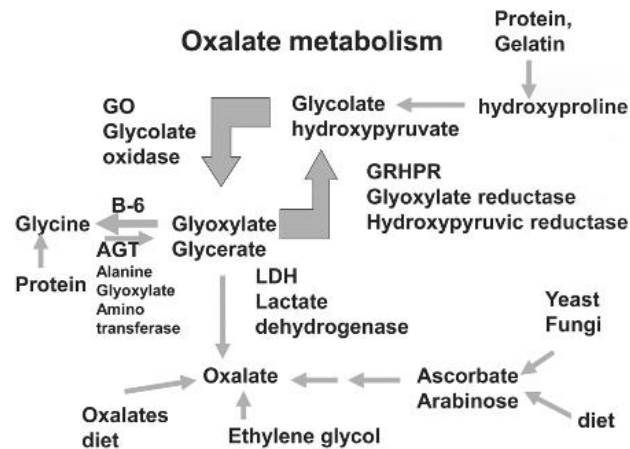 Oxalate metabolism
Protein,
Gelatin
GO
Glycolate
oxidase
Glycolate
hydroxypyruvate
hydroxyproline
GRHPR
Glyoxylate reductase
Hydroxypyruvic reductase
B-6
Glycine
Glyoxylate
Glycerate
AGT
Alanine
Glyoxylate
Amino
transferase
Protein
LDH
Lactate
dehydrogenase
Yeast
Fungi
Oxalate
Ascorbate
Arabinose
Oxalates
diet
Ethylene glycol
diet